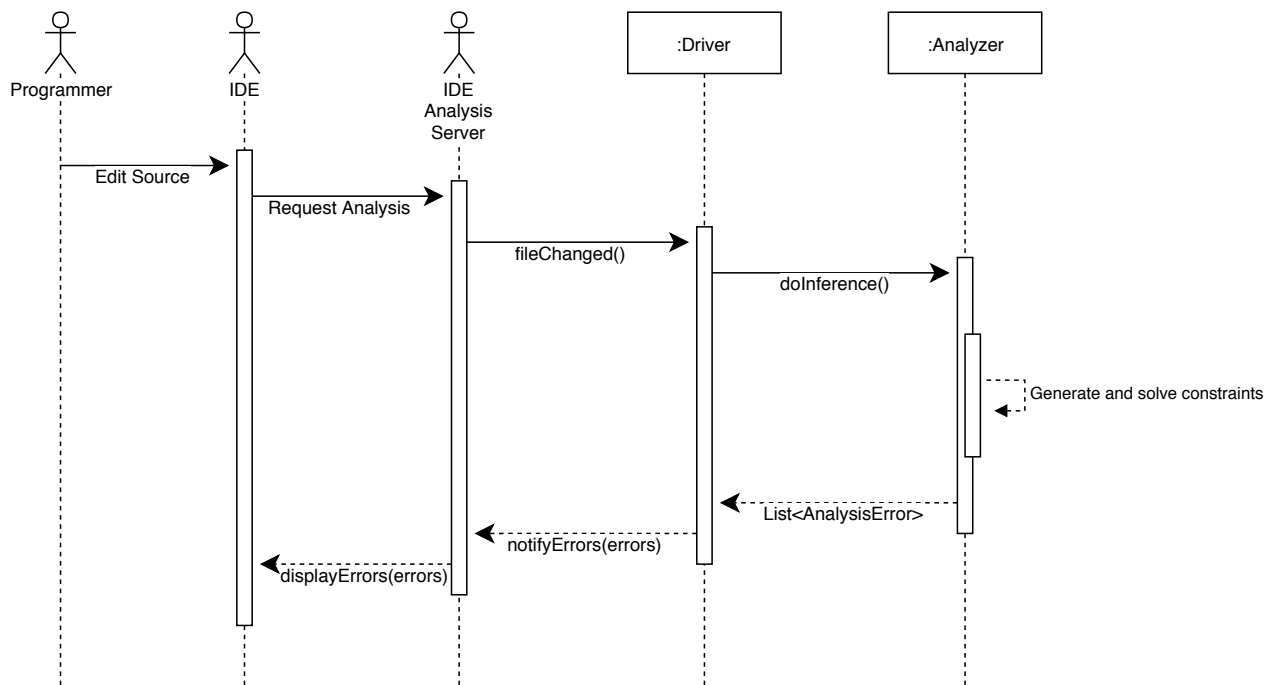 Programmer
IDE
IDE
Analysis
Server
:Driver
:Analyzer
Edit Source
Request Analysis
fileChanged()
doInference()
Generate and solve constraints
List<AnalysisError>
notifyErrors(errors)
displayErrors(errors)